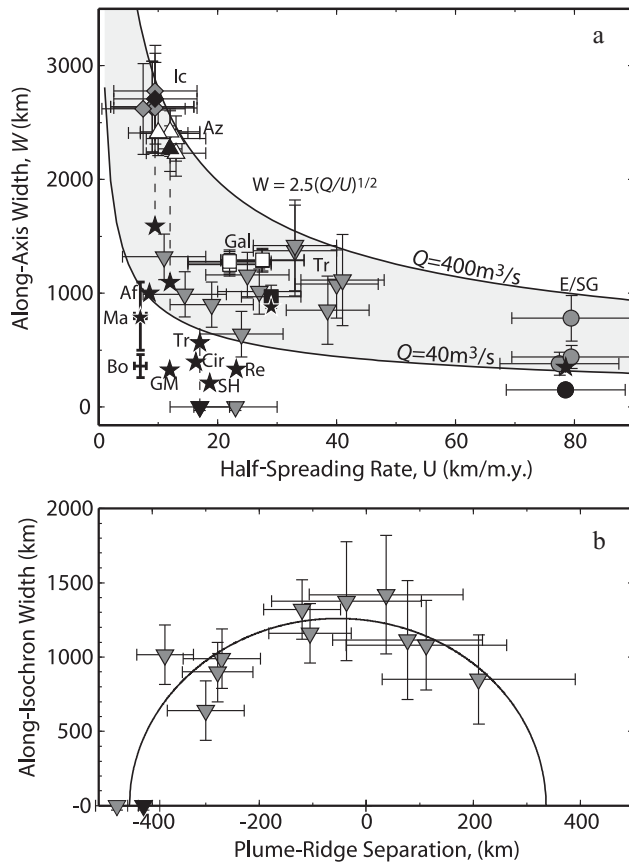 a
3000
2000
1000
0
Along-Axis Width, W (km)
Ic
Az
W = 2.5(Q/U)^1/2
Gal
Tr
Q=400m³/s
E/SG
Af
Ma
Tr
Q=40m³/s
Bo
Cir
GM
Re
SH
0 20 40 60 80
Half-Spreading Rate, U (km/m.y.)
b
2000
1500
1000
500
-0
Along-Isochron Width (km)
-400 -200 0 200 400
Plume-Ridge Separation, (km)